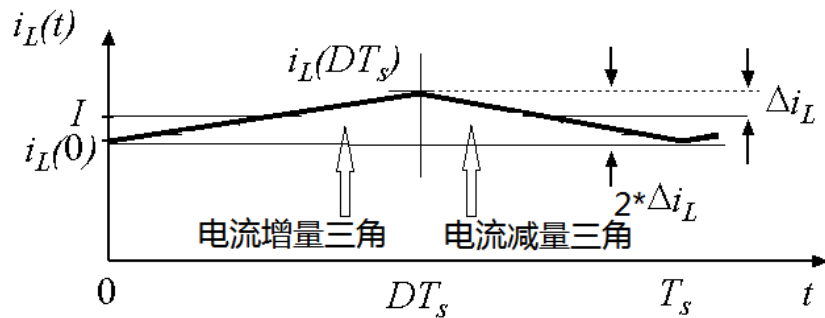 i_L(t)
i_L(DT_s)
I
Δi_L
i_L(0)
2*Δi_L
电流增量三角
电流减量三角
0
DT_s
T_s
t